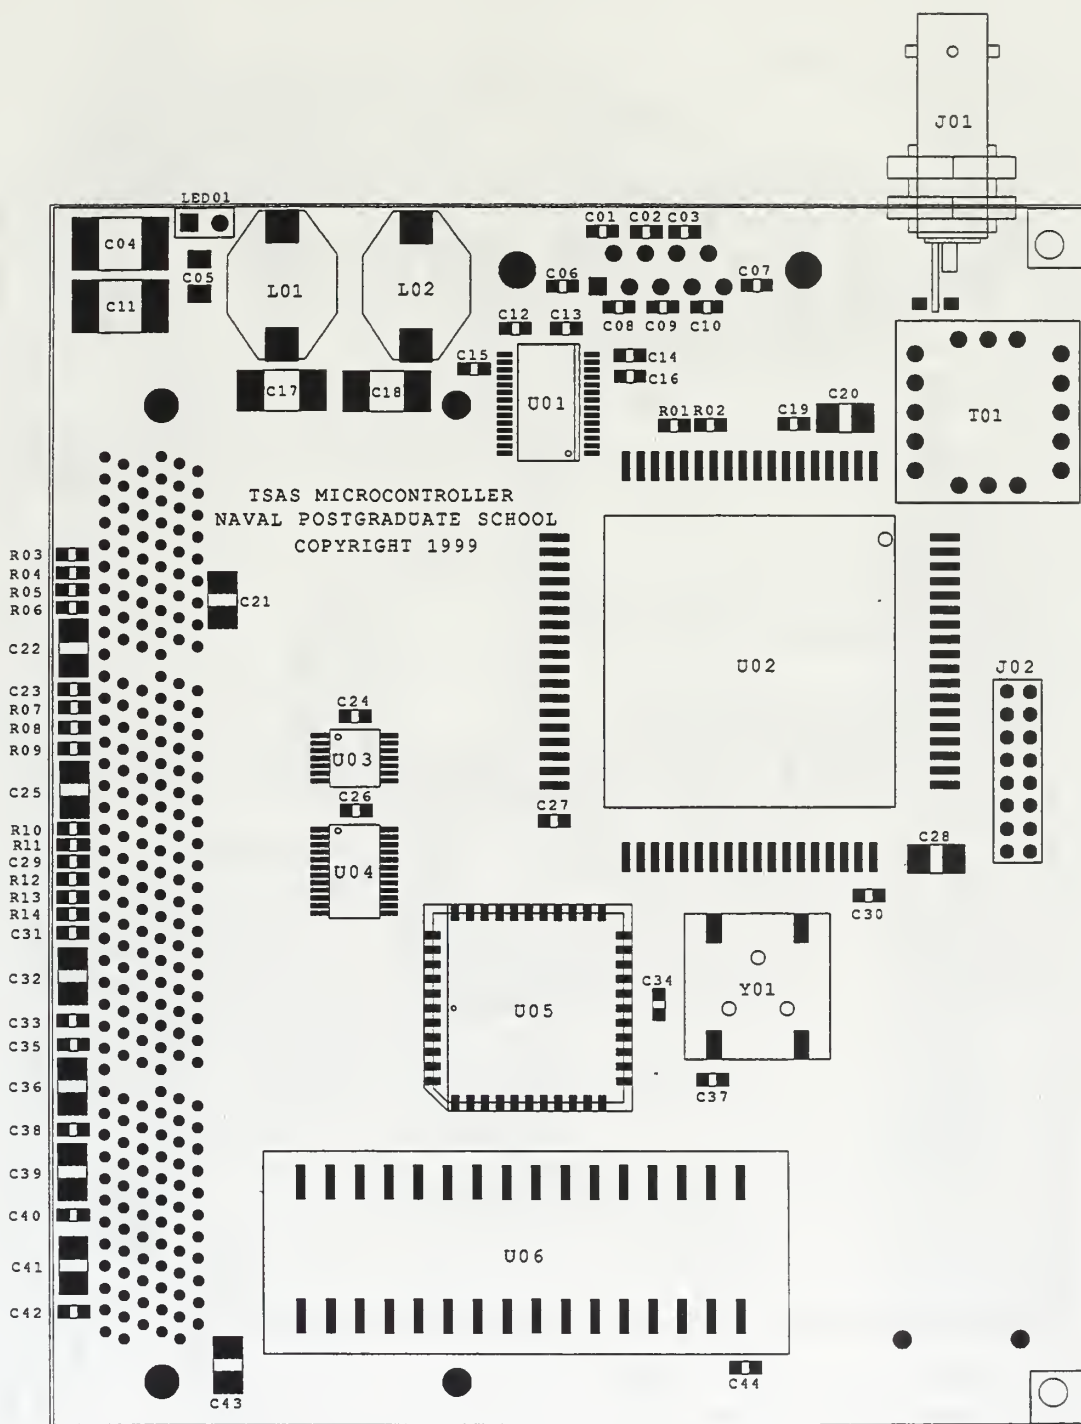 J01
LED01
C01 C02 C03
C04
C05
L01
L02
C06
C07
C11
C08 C09 C10
C12 C13
C15
C14
C16
C17
C18
U01
C20
C19
R01 R02
T01
TSAS MICROCONTROLLER
NAVAL POSTGRADUATE SCHOOL
COPYRIGHT 1999
R03
R04
R05
R06
C21
C22
U02
J02
C23
R07
C24
R08
R09
U03
C25
C26
C27
R10
R11
C28
C29
U04
R12
R13
R14
C30
C31
C32
C34
Y01
U05
C33
C35
C36
C37
C38
C39
C40
U06
C41
C42
C44
C43